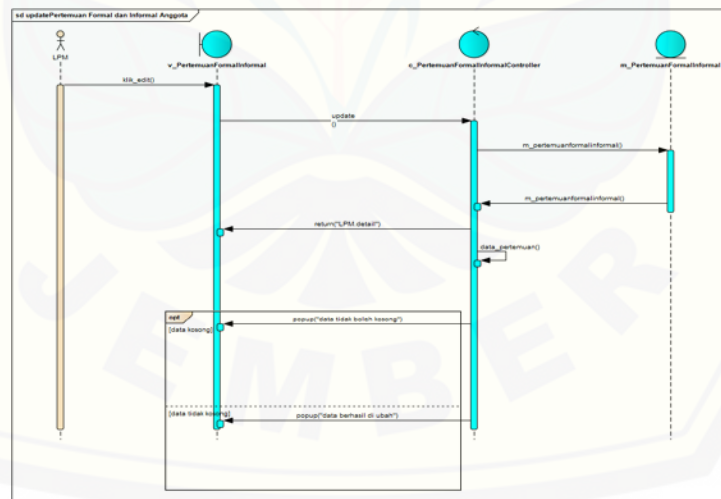 sd updatePertemuan Formal dan Informal Anggota
LPM
v_PertemuanFormalInformal
c_PertemuanFormalInformalController
m_PertemuanFormalInformal
klik_edit()
update
()
m_pertemuanformalinformal()
m_pertemuanformalinformal()
return("LPM.detail")
data_pertemuan()
opt
popup("data tidak boleh kosong")
[data kosong]
[data tidak kosong]
popup("data berhasil di ubah")
JEMBER